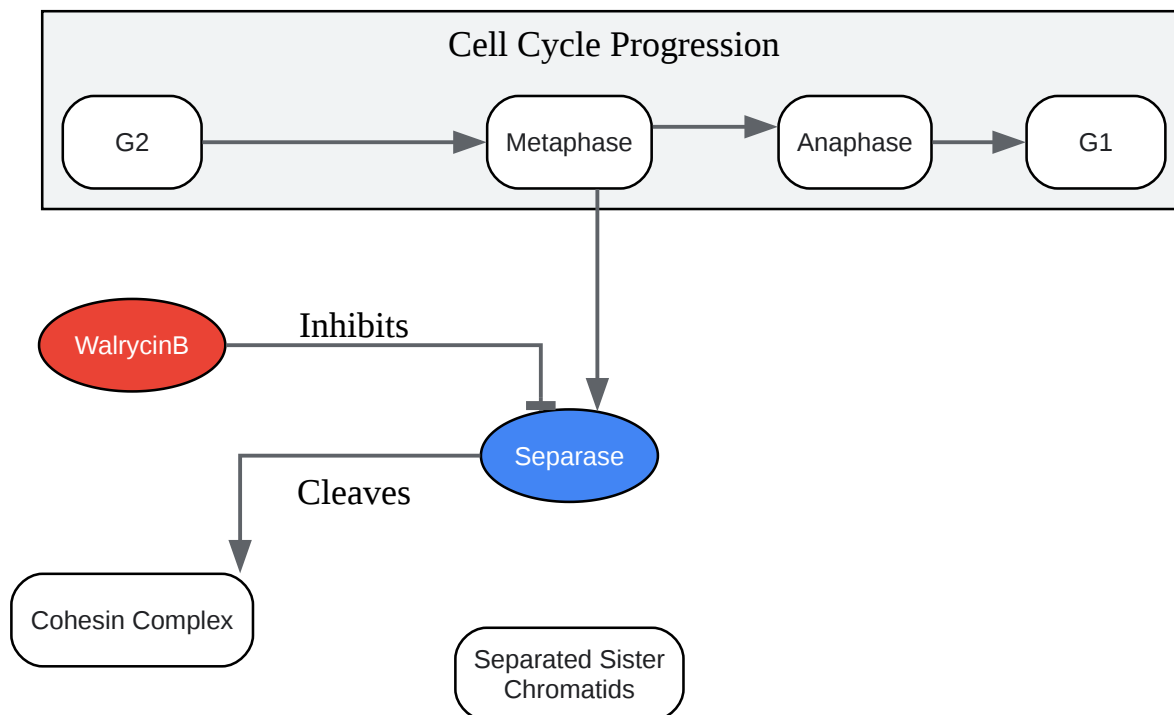 Cell Cycle Progression
G2
Metaphase
Anaphase
G1
WalrycinB
Inhibits
Separase
Cleaves
Cohesin Complex
Separated Sister
Chromatids